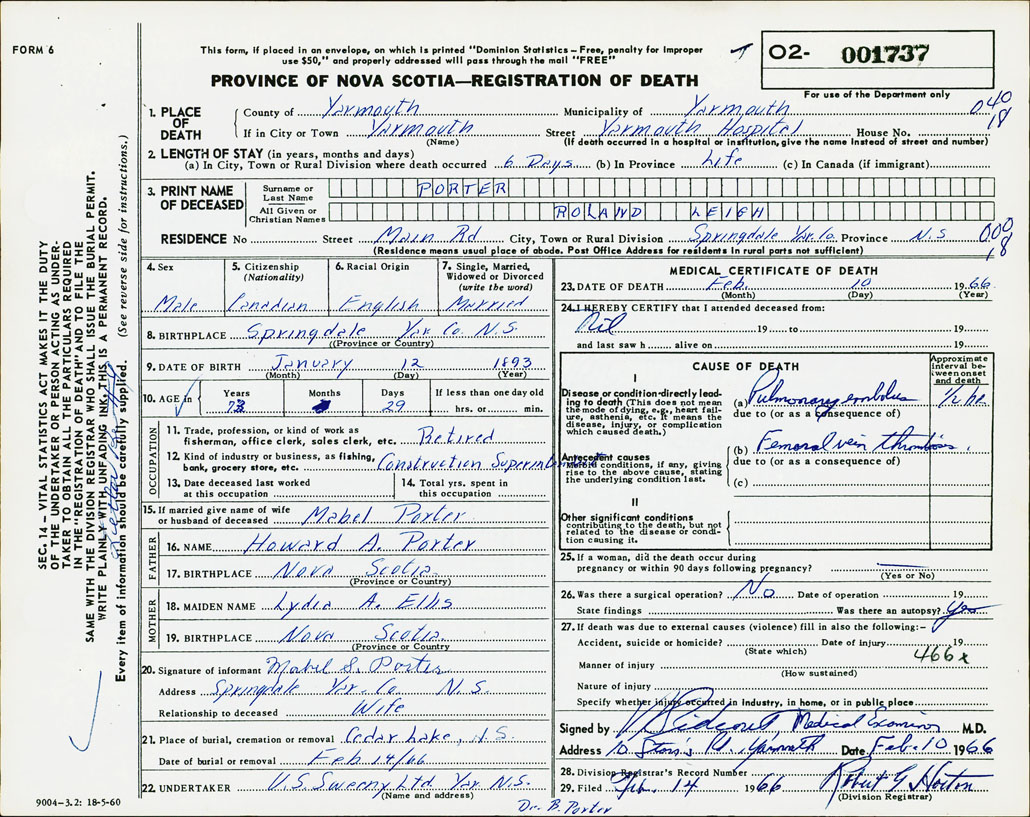 FORM 6
This form, if placed in an envelope, on which is printed "Dominion Statistics – Free, penalty for improper
use $50," and properly addressed will pass through the mail "FREE"
O2- 001737
For use of the Department only
PROVINCE OF NOVA SCOTIA—REGISTRATION OF DEATH
040
18
1. PLACE OF DEATH
County of Yarmouth Municipality of Yarmouth
If in City or Town Yarmouth Street Yarmouth Hospital House No.
(Name) (If death occurred in a hospital or institution, give the name instead of street and number)
2. LENGTH OF STAY (in years, months and days)
(a) In City, Town or Rural Division where death occurred 6 Days (b) In Province Life (c) In Canada (if immigrant)
3. PRINT NAME OF DECEASED
Surname or Last Name PORTER
All Given or Christian Names ROLAND LEIGH
000
18
RESIDENCE No Street Main Rd City, Town or Rural Division Springdale Yar. Co. Province N.S
(Residence means usual place of abode. Post Office Address for residents in rural parts not sufficient)
4. Sex
Male
5. Citizenship
(Nationality)
Canadian
6. Racial Origin
English
7. Single, Married,
Widowed or Divorced
(write the word)
Married
8. BIRTHPLACE Springdale Yar Co. N.S.
(Province or Country)
9. DATE OF BIRTH January 12 1893
(Month) (Day) (Year)
10. AGE in
Years Months Days If less than one day old
73 29 hrs. or min.
OCCUPATION
11. Trade, profession, or kind of work as
fisherman, office clerk, sales clerk, etc. Retired
12. Kind of industry or business, as fishing,
bank, grocery store, etc. Construction Superintendent
13. Date deceased last worked
at this occupation
14. Total yrs. spent in
this occupation
15. If married give name of wife
or husband of deceased Mabel Porter
FATHER
16. NAME Howard A. Porter
17. BIRTHPLACE Nova Scotia
(Province or Country)
MOTHER
18. MAIDEN NAME Lydia A. Ellis
19. BIRTHPLACE Nova Scotia
(Province or Country)
20. Signature of informant Mabel S. Porter
Address Springdale Yar. Co. N.S.
Relationship to deceased Wife
21. Place of burial, cremation or removal Cedar Lake, N.S.
Date of burial or removal Feb 14/66
22. UNDERTAKER U.S. Sweeny Ltd. Yar. N.S.
(Name and address)
9004–3.2: 18-5-60
MEDICAL CERTIFICATE OF DEATH
23. DATE OF DEATH Feb. 10 1966
(Month) (Day) (Year)
24. I HEREBY CERTIFY that I attended deceased from:
Nil 19 to 19
and last saw h alive on 19
CAUSE OF DEATH
Approximate
interval be-
tween onset
and death
I
Disease or condition directly lead-
ing to death (This does not mean
the mode of dying, e.g., heart fail-
ure, asthenia, etc. It means the
disease, injury, or complication
which caused death.)
(a) Pulmonary embolus 1/2 hr.
due to (or as a consequence of)
Antecedent causes
Morbid conditions, if any, giving
rise to the above cause, stating
the underlying condition last.
(b) Femoral vein thrombosis.
due to (or as a consequence of)
(c)
II
Other significant conditions
contributing to the death, but not
related to the disease or condi-
tion causing it.
25. If a woman, did the death occur during
pregnancy or within 90 days following pregnancy?
(Yes or No)
26. Was there a surgical operation? No Date of operation 19
State findings Was there an autopsy? Yes
27. If death was due to external causes (violence) fill in also the following:–
Accident, suicide or homicide? Date of injury 19
(State which)
466x
Manner of injury
(How sustained)
Nature of injury
Specify whether injury occurred in industry, in home, or in public place.
Signed by Medical Examiner M.D.
Address Yarmouth Date Feb. 10 1966
28. Division Registrar's Record Number
29. Filed Feb. 14 1966 Robert G Horton
(Division Registrar)
Dr. B. Porter
SEC. 14 – VITAL STATISTICS ACT MAKES IT THE DUTY
OF THE UNDERTAKER OR PERSON ACTING AS UNDER-
TAKER TO OBTAIN ALL THE PARTICULARS REQUIRED
IN THE "REGISTRATION OF DEATH" AND TO FILE THE
SAME WITH THE DIVISION REGISTRAR WHO SHALL ISSUE THE BURIAL PERMIT.
WRITE PLAINLY WITH UNFADING INK, THIS IS A PERMANENT RECORD.
Every item of information should be carefully supplied. (See reverse side for instructions.)